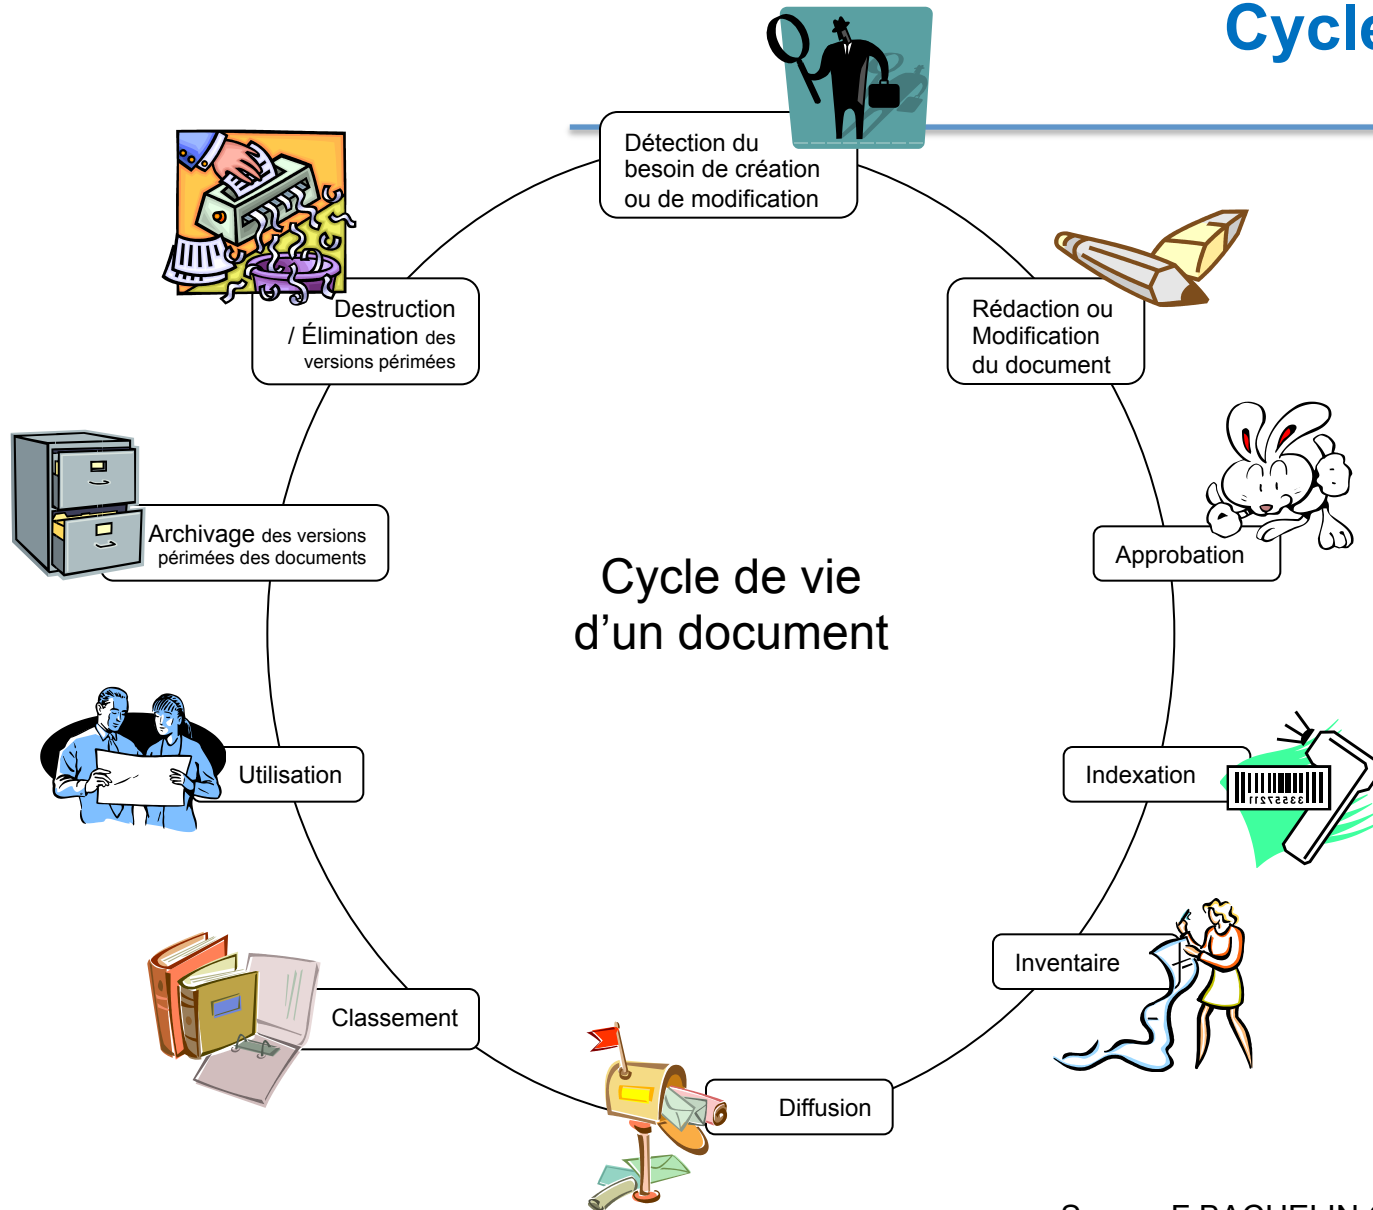 Cycle
Détection du
besoin de création
ou de modification
Rédaction ou
Modification
du document
Approbation
Indexation
33557211
Inventaire
Diffusion
Classement
Utilisation
Archivage des versions
périmées des documents
Destruction
/ Élimination des
versions périmées
Cycle de vie
d’un document